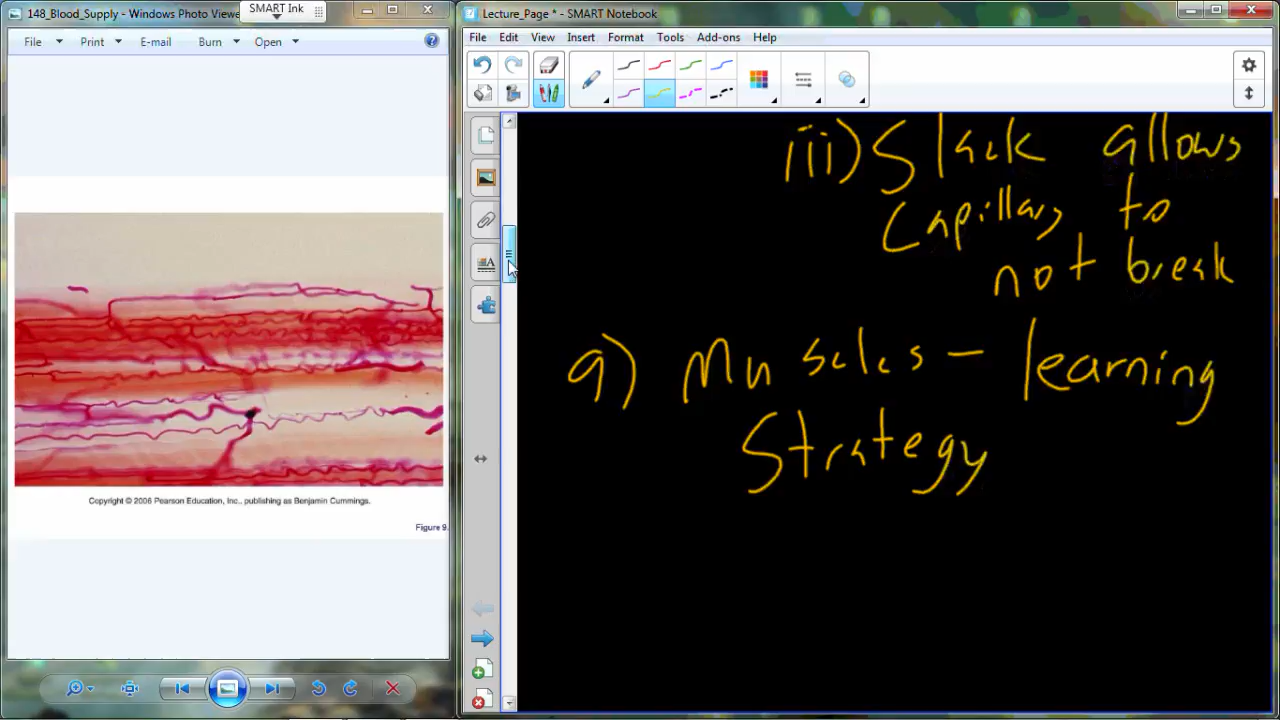 148_Blood_Supply - Windows Photo Viewe
SMART Ink
File Print E-mail Burn Open
Copyright © 2006 Pearson Education, Inc., publishing as Benjamin Cummings.
Figure 9.
Lecture_Page * - SMART Notebook
File Edit View Insert Format Tools Add-ons Help
iii) Slack allows
Capillary to
not break
9) Muscles - learning
Strategy